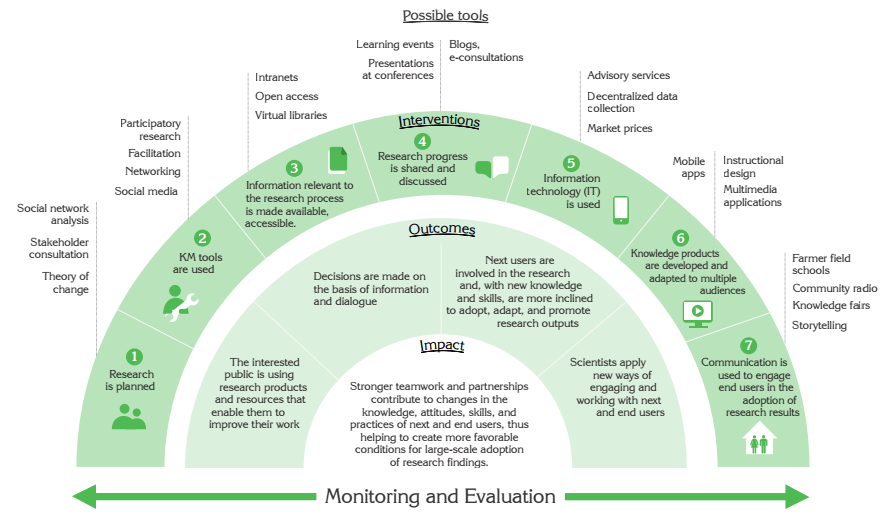 Possible tools
Learning events
Presentations
at conferences
Blogs,
e-consultations
Intranets
Open access
Virtual libraries
Advisory services
Decentralized data
collection
Market prices
Participatory
research
Facilitation
Networking
Social media
Mobile
apps
Instructional
design
Multimedia
applications
Social network
analysis
Stakeholder
consultation
Theory of
change
Farmer field
schools
Community radio
Knowledge fairs
Storytelling
Interventions
1
Research
is planned
2
KM tools
are used
3
Information relevant to
the research process
is made available,
accessible.
4
Research progress
is shared and
discussed
5
Information
technology (IT)
is used
6
Knowledge products
are developed and
adapted to multiple
audiences
7
Communication is
used to engage
end users in the
adoption of
research results
Outcomes
The interested
public is using
research products
and resources that
enable them to
improve their work
Decisions are made on
the basis of information
and dialogue
Next users are
involved in the research
and, with new knowledge
and skills, are more inclined
to adopt, adapt, and promote
research outputs
Scientists apply
new ways of
engaging and
working with next
and end users
Impact
Stronger teamwork and partnerships
contribute to changes in the
knowledge, attitudes, skills, and
practices of next and end users, thus
helping to create more favorable
conditions for large-scale adoption
of research findings.
Monitoring and Evaluation